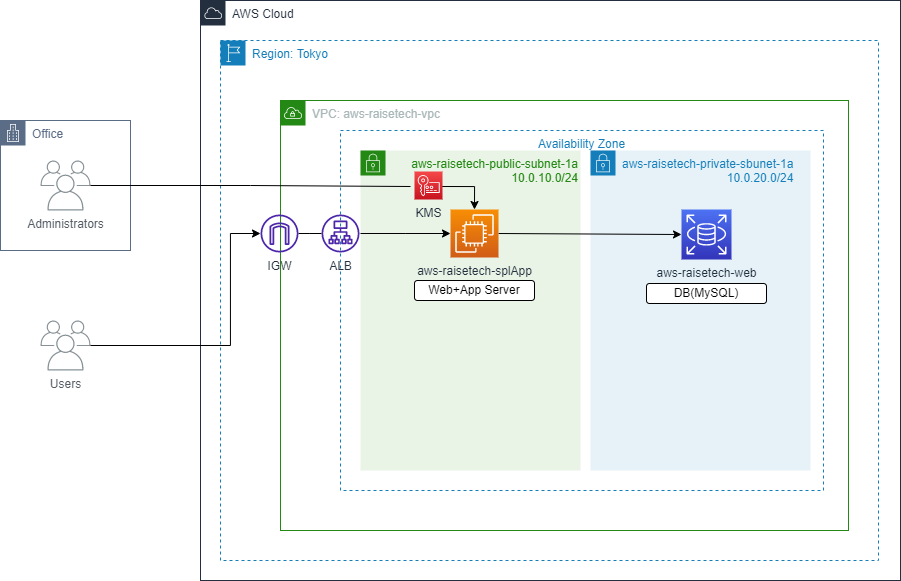 AWS Cloud
Region: Tokyo
VPC: aws-raisetech-vpc
Office
Availability Zone
aws-raisetech-public-subnet-1a
10.0.10.0/24
aws-raisetech-private-sbunet-1a
10.0.20.0/24
KMS
Administrators
IGW
ALB
aws-raisetech-splApp
Web+App Server
aws-raisetech-web
DB(MySQL)
Users